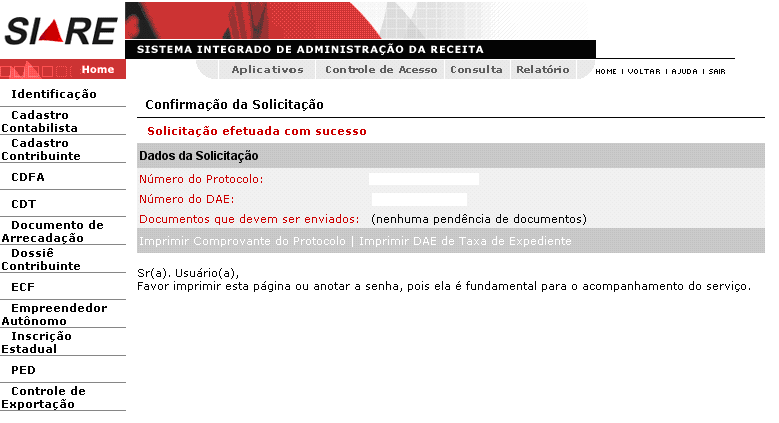 SIARE
SISTEMA INTEGRADO DE ADMINISTRAÇÃO DA RECEITA
Home
Aplicativos
Controle de Acesso
Consulta
Relatório
HOME | VOLTAR | AJUDA | SAIR
Identificação
Cadastro
Contabilista
Cadastro
Contribuinte
CDFA
CDT
Documento de
Arrecadação
Dossiê
Contribuinte
ECF
Empreendedor
Autônomo
Inscrição
Estadual
PED
Controle de
Exportação
Confirmação da Solicitação
Solicitação efetuada com sucesso
Dados da Solicitação
Número do Protocolo:
Número do DAE:
Documentos que devem ser enviados: (nenhuma pendência de documentos)
Imprimir Comprovante do Protocolo | Imprimir DAE de Taxa de Expediente
Sr(a). Usuário(a),
Favor imprimir esta página ou anotar a senha, pois ela é fundamental para o acompanhamento do serviço.